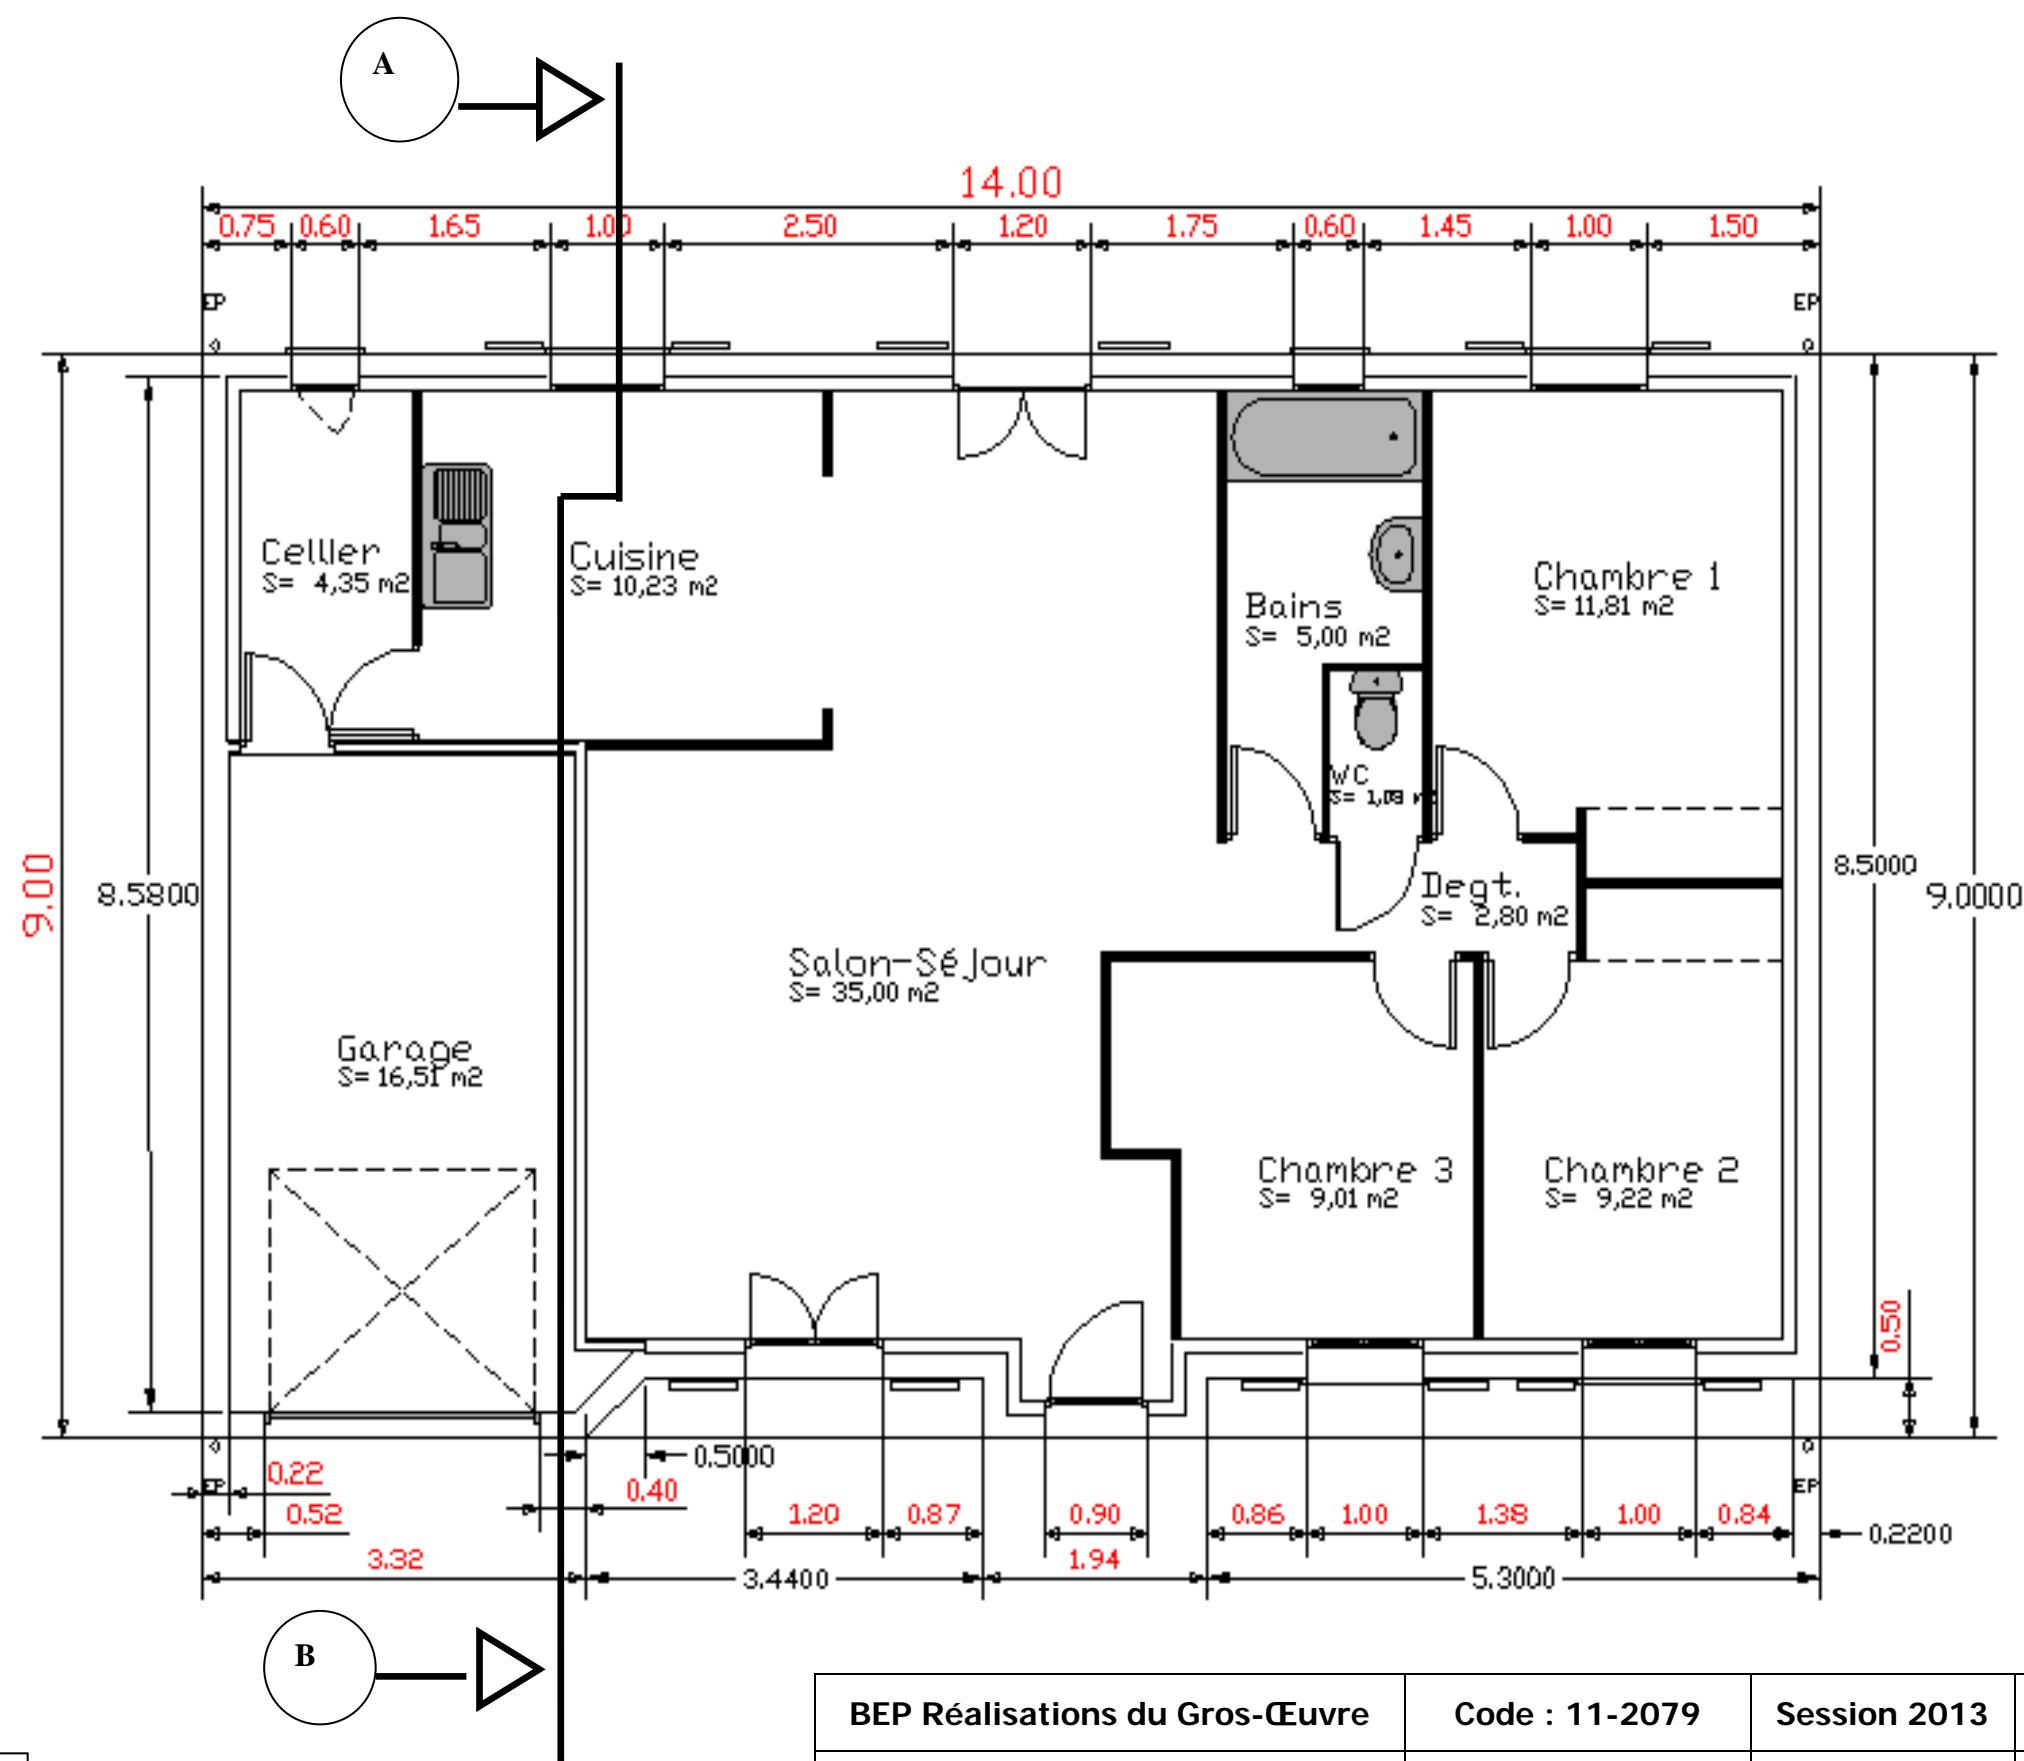 A
14.00
0.75 0.60 1.65 1.00 2.50 1.20 1.75 0.60 1.45 1.00 1.50
EP EP
Cellier
S= 4,35 m2
Cuisine
S= 10,23 m2
Bains
S= 5,00 m2
Chambre 1
S= 11,81 m2
WC
S= 1,08
9.00
8.5800
8.5000
9.0000
Degt.
S= 2,80 m2
Salon-Séjour
S= 35,00 m2
Garage
S= 16,51 m2
Chambre 3
S= 9,01 m2
Chambre 2
S= 9,22 m2
0.50
EP 0.22 0.5000 EP
0.52 0.40 1.20 0.87 0.90 0.86 1.00 1.38 1.00 0.84 0.2200
3.32 3.4400 1.94 5.3000
B
BEP Réalisations du Gros-Œuvre Code : 11-2079 Session 2013